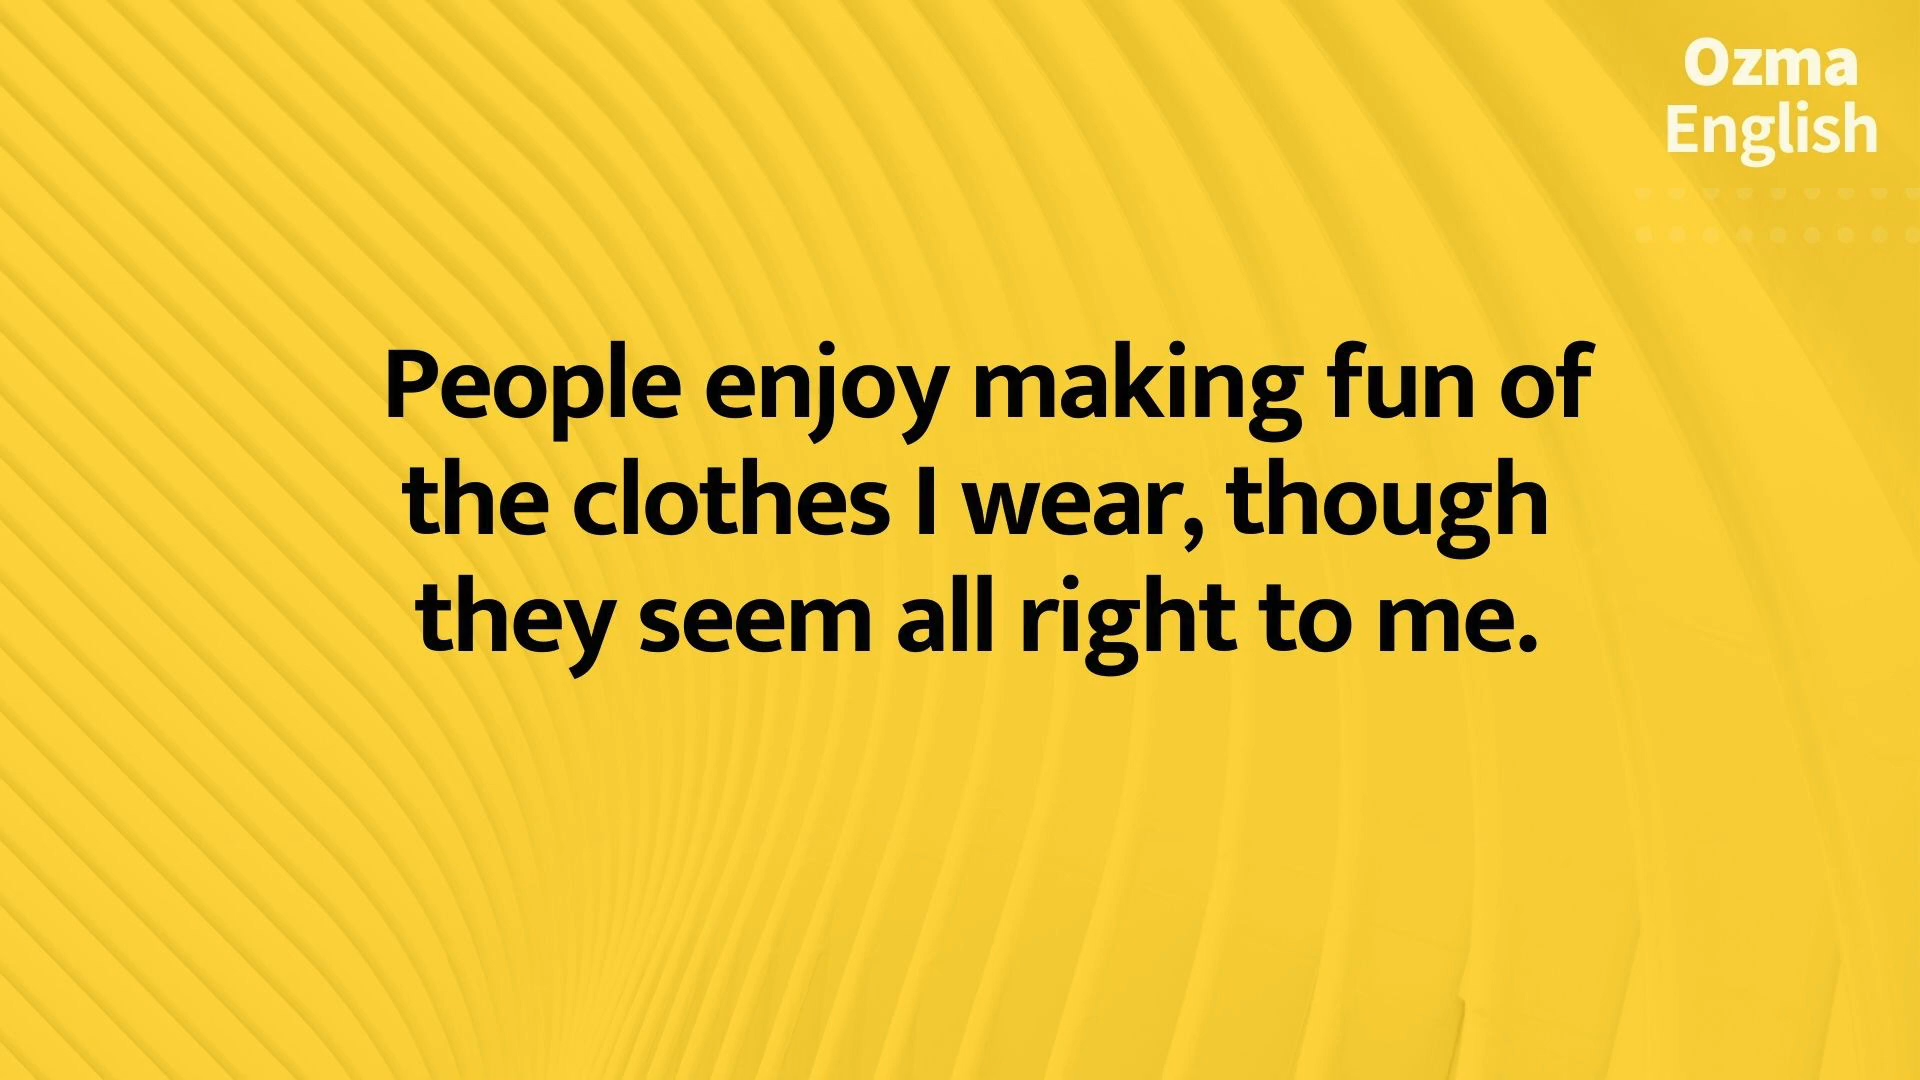 Ozma
English
People enjoy making fun of
the clothes I wear, though
they seem all right to me.